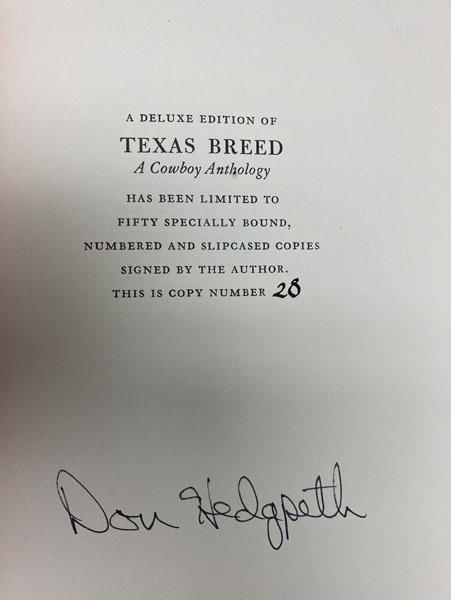 A DELUXE EDITION OF
TEXAS BREED
A Cowboy Anthology
HAS BEEN LIMITED TO
FIFTY SPECIALLY BOUND,
NUMBERED AND SLIPCASED COPIES
SIGNED BY THE AUTHOR.
THIS IS COPY NUMBER 28
Don Hedgpeth